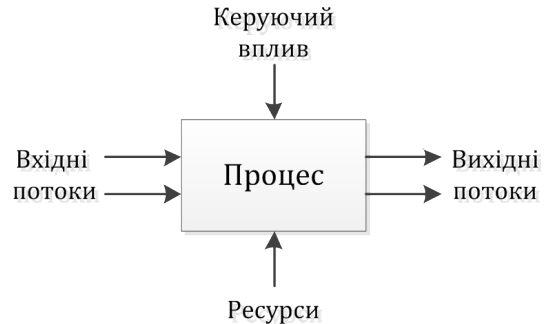 Керуючий
вплив
Вхідні
потоки
Процес
Вихідні
потоки
Ресурси